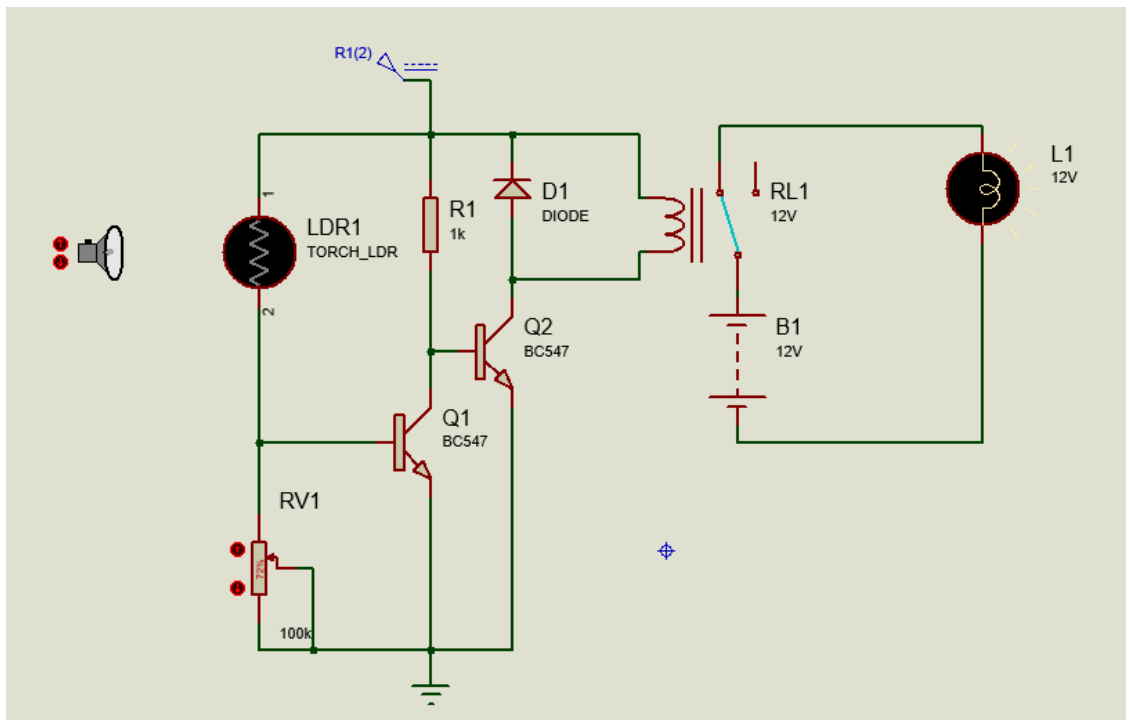 R1(2)
1
LDR1
TORCH_LDR
2
R1
1k
D1
DIODE
RL1
12V
L1
12V
Q2
BC547
B1
12V
Q1
BC547
RV1
72%
100k